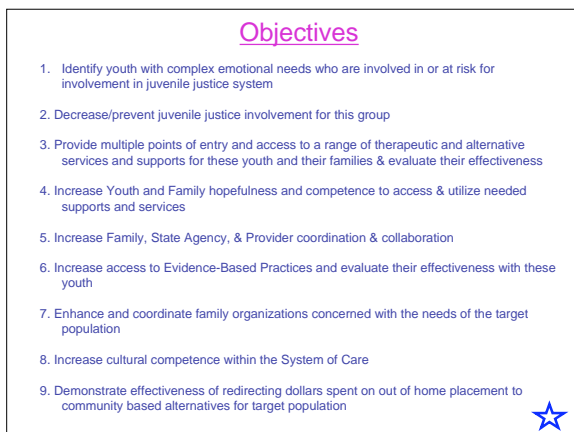 Objectives
1. Identify youth with complex emotional needs who are involved in or at risk for
involvement in juvenile justice system
2. Decrease/prevent juvenile justice involvement for this group
3. Provide multiple points of entry and access to a range of therapeutic and alternative
services and supports for these youth and their families & evaluate their effectiveness
4. Increase Youth and Family hopefulness and competence to access & utilize needed
supports and services
5. Increase Family, State Agency, & Provider coordination & collaboration
6. Increase access to Evidence-Based Practices and evaluate their effectiveness with these
youth
7. Enhance and coordinate family organizations concerned with the needs of the target
population
8. Increase cultural competence within the System of Care
9. Demonstrate effectiveness of redirecting dollars spent on out of home placement to
community based alternatives for target population